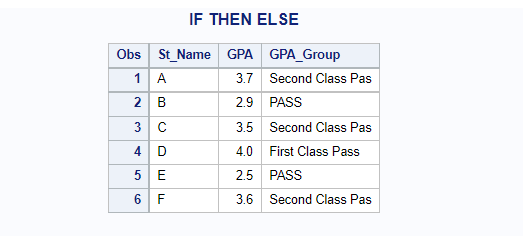 IF THEN ELSE
Obs St_Name GPA GPA_Group
1 A 3.7 Second Class Pas
2 B 2.9 PASS
3 C 3.5 Second Class Pas
4 D 4.0 First Class Pass
5 E 2.5 PASS
6 F 3.6 Second Class Pas